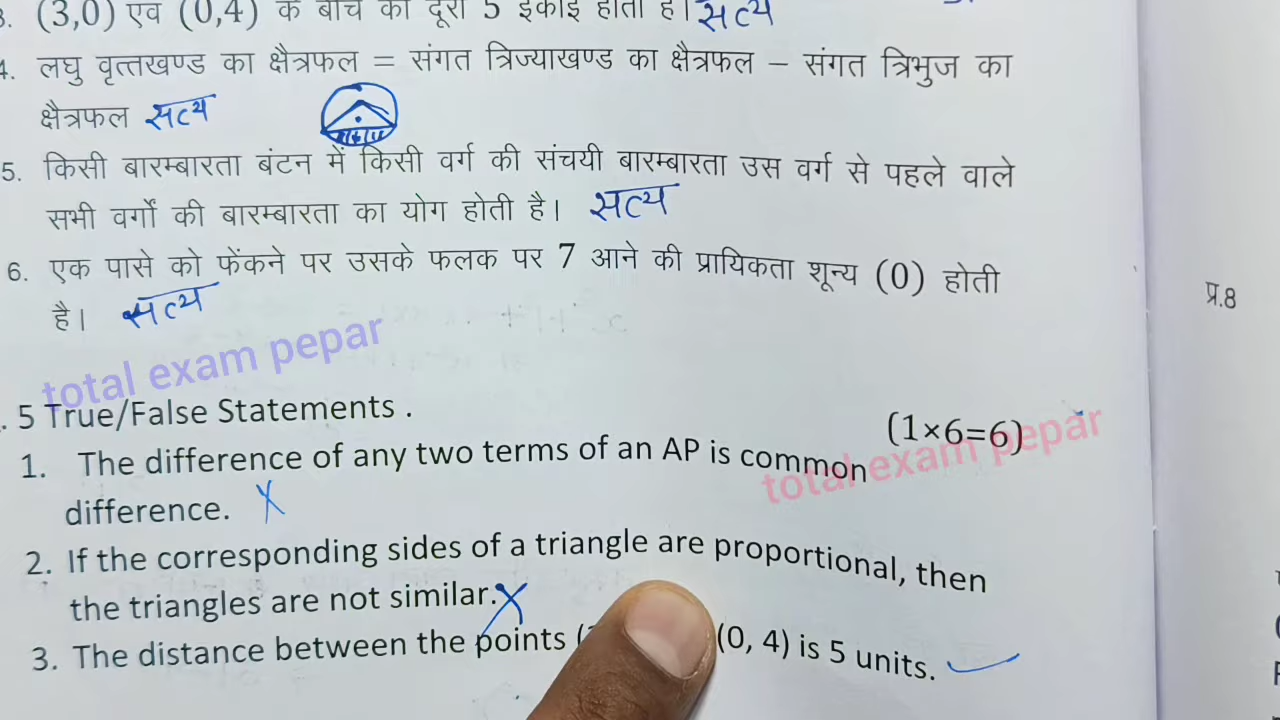 (3,0) एवं (0,4) के बीच की दूरी 5 इकाई होती है। सत्य
4. लघु वृत्तखण्ड का क्षैत्रफल = संगत त्रिज्याखण्ड का क्षैत्रफल – संगत त्रिभुज का
क्षैत्रफल सत्य
5. किसी बारम्बारता बंटन में किसी वर्ग की संचयी बारम्बारता उस वर्ग से पहले वाले
सभी वर्गों की बारम्बारता का योग होती है। सत्य
6. एक पासे को फेंकने पर उसके फलक पर 7 आने की प्रायिकता शून्य (0) होती
है। सत्य
प्र.8
total exam pepar
. 5 True/False Statements .
(1×6=6)
total exam pepar
1. The difference of any two terms of an AP is common
difference. X
2. If the corresponding sides of a triangle are proportional, then
the triangles are not similar. X
3. The distance between the points ( (0, 4) is 5 units.